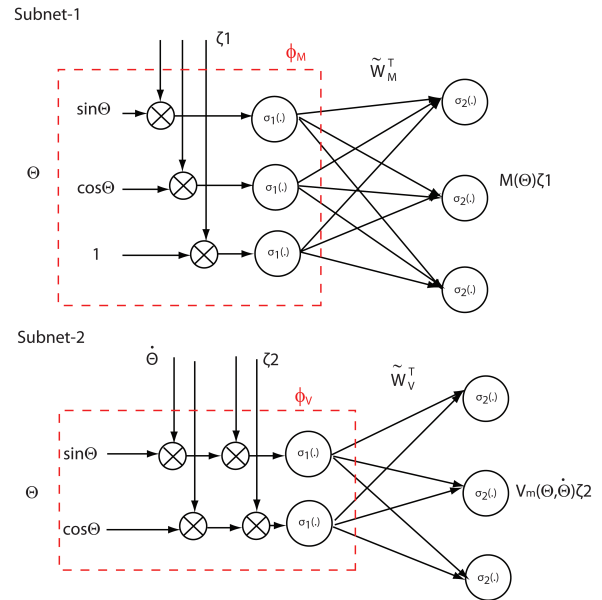 Subnet-1
ζ1
ϕM
W̃MT
sinΘ
σ1(.)
σ2(.)
Θ
cosΘ
σ1(.)
σ2(.)
M(Θ)ζ1
1
σ1(.)
σ2(.)
Subnet-2
Θ̇
ζ2
ϕV
W̃VT
σ2(.)
sinΘ
σ1(.)
Θ
σ2(.)
Vm(Θ,Θ̇)ζ2
cosΘ
σ1(.)
σ2(.)